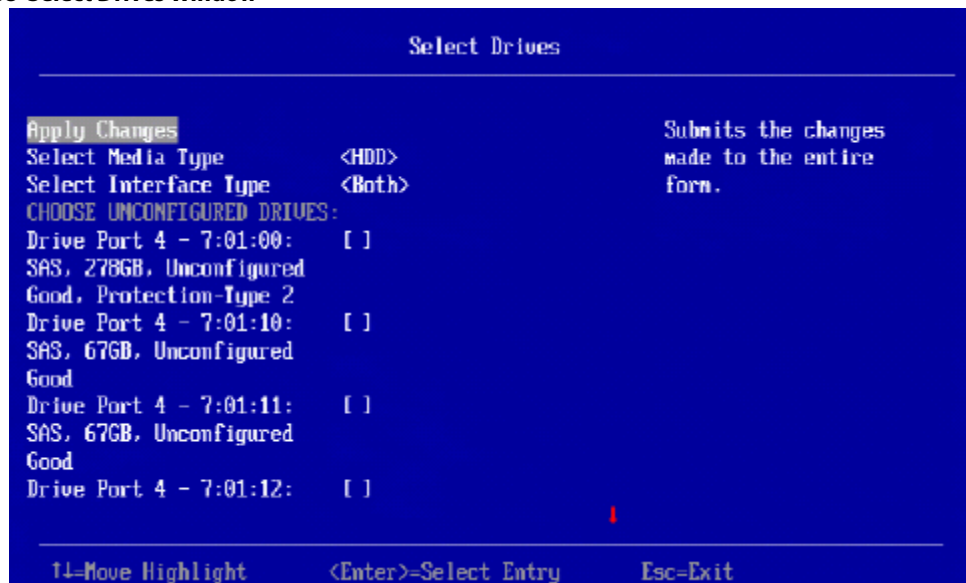 Select Drives Window
Select Drives
Apply Changes
Submits the changes
Select Media Type <HDD>
made to the entire
Select Interface Type <Both>
form.
CHOOSE UNCONFIGURED DRIVES:
Drive Port 4 - 7:01:00: [ ]
SAS, 278GB, Unconfigured
Good, Protection-Type 2
Drive Port 4 - 7:01:10: [ ]
SAS, 67GB, Unconfigured
Good
Drive Port 4 - 7:01:11: [ ]
SAS, 67GB, Unconfigured
Good
Drive Port 4 - 7:01:12: [ ]
↓
↑↓=Move Highlight <Enter>=Select Entry Esc=Exit